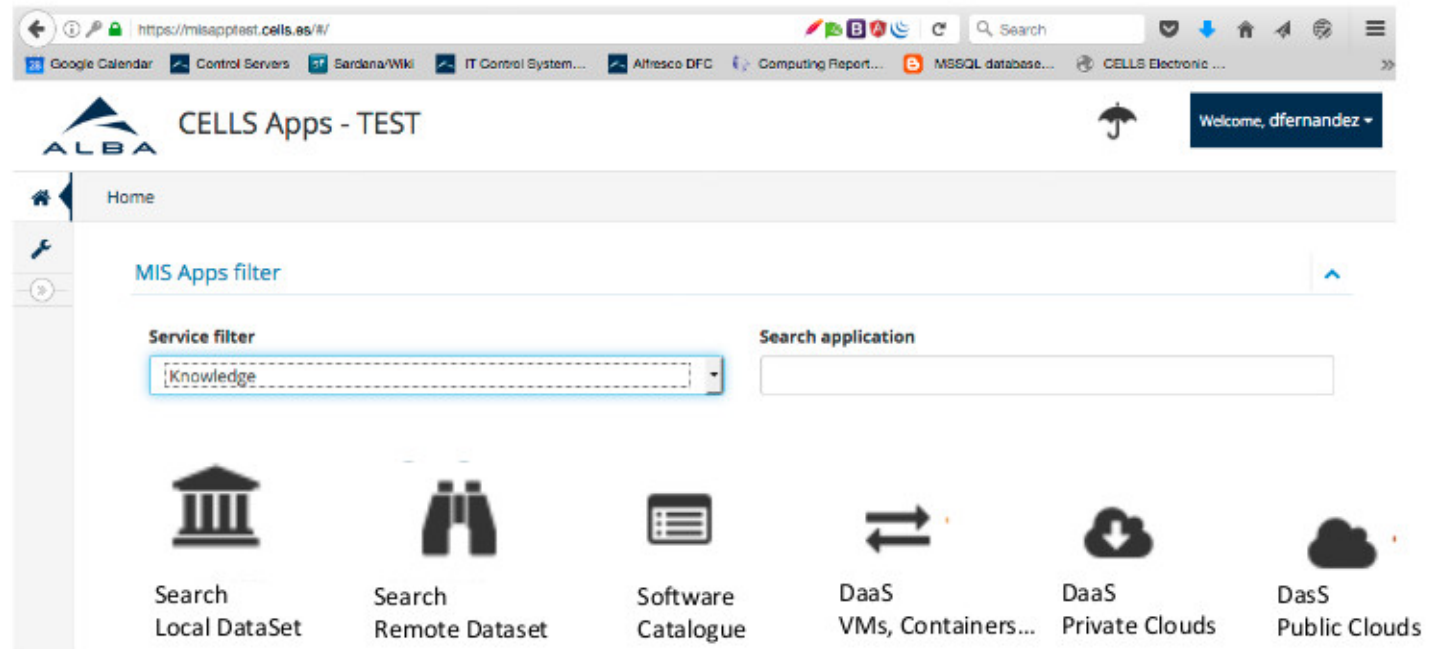 https://misapptest.cells.es/#/
Search
28 Google Calendar Control Servers Sardana/Wiki IT Control System... Alfresco DFC Computing Report... MSSQL database... CELLS Electronic ...
ALBA
CELLS Apps - TEST
Welcome, dfernandez
Home
MIS Apps filter
Service filter
Search application
Knowledge
Search
Local DataSet
Search
Remote Dataset
Software
Catalogue
DaaS
VMs, Containers...
DaaS
Private Clouds
DasS
Public Clouds